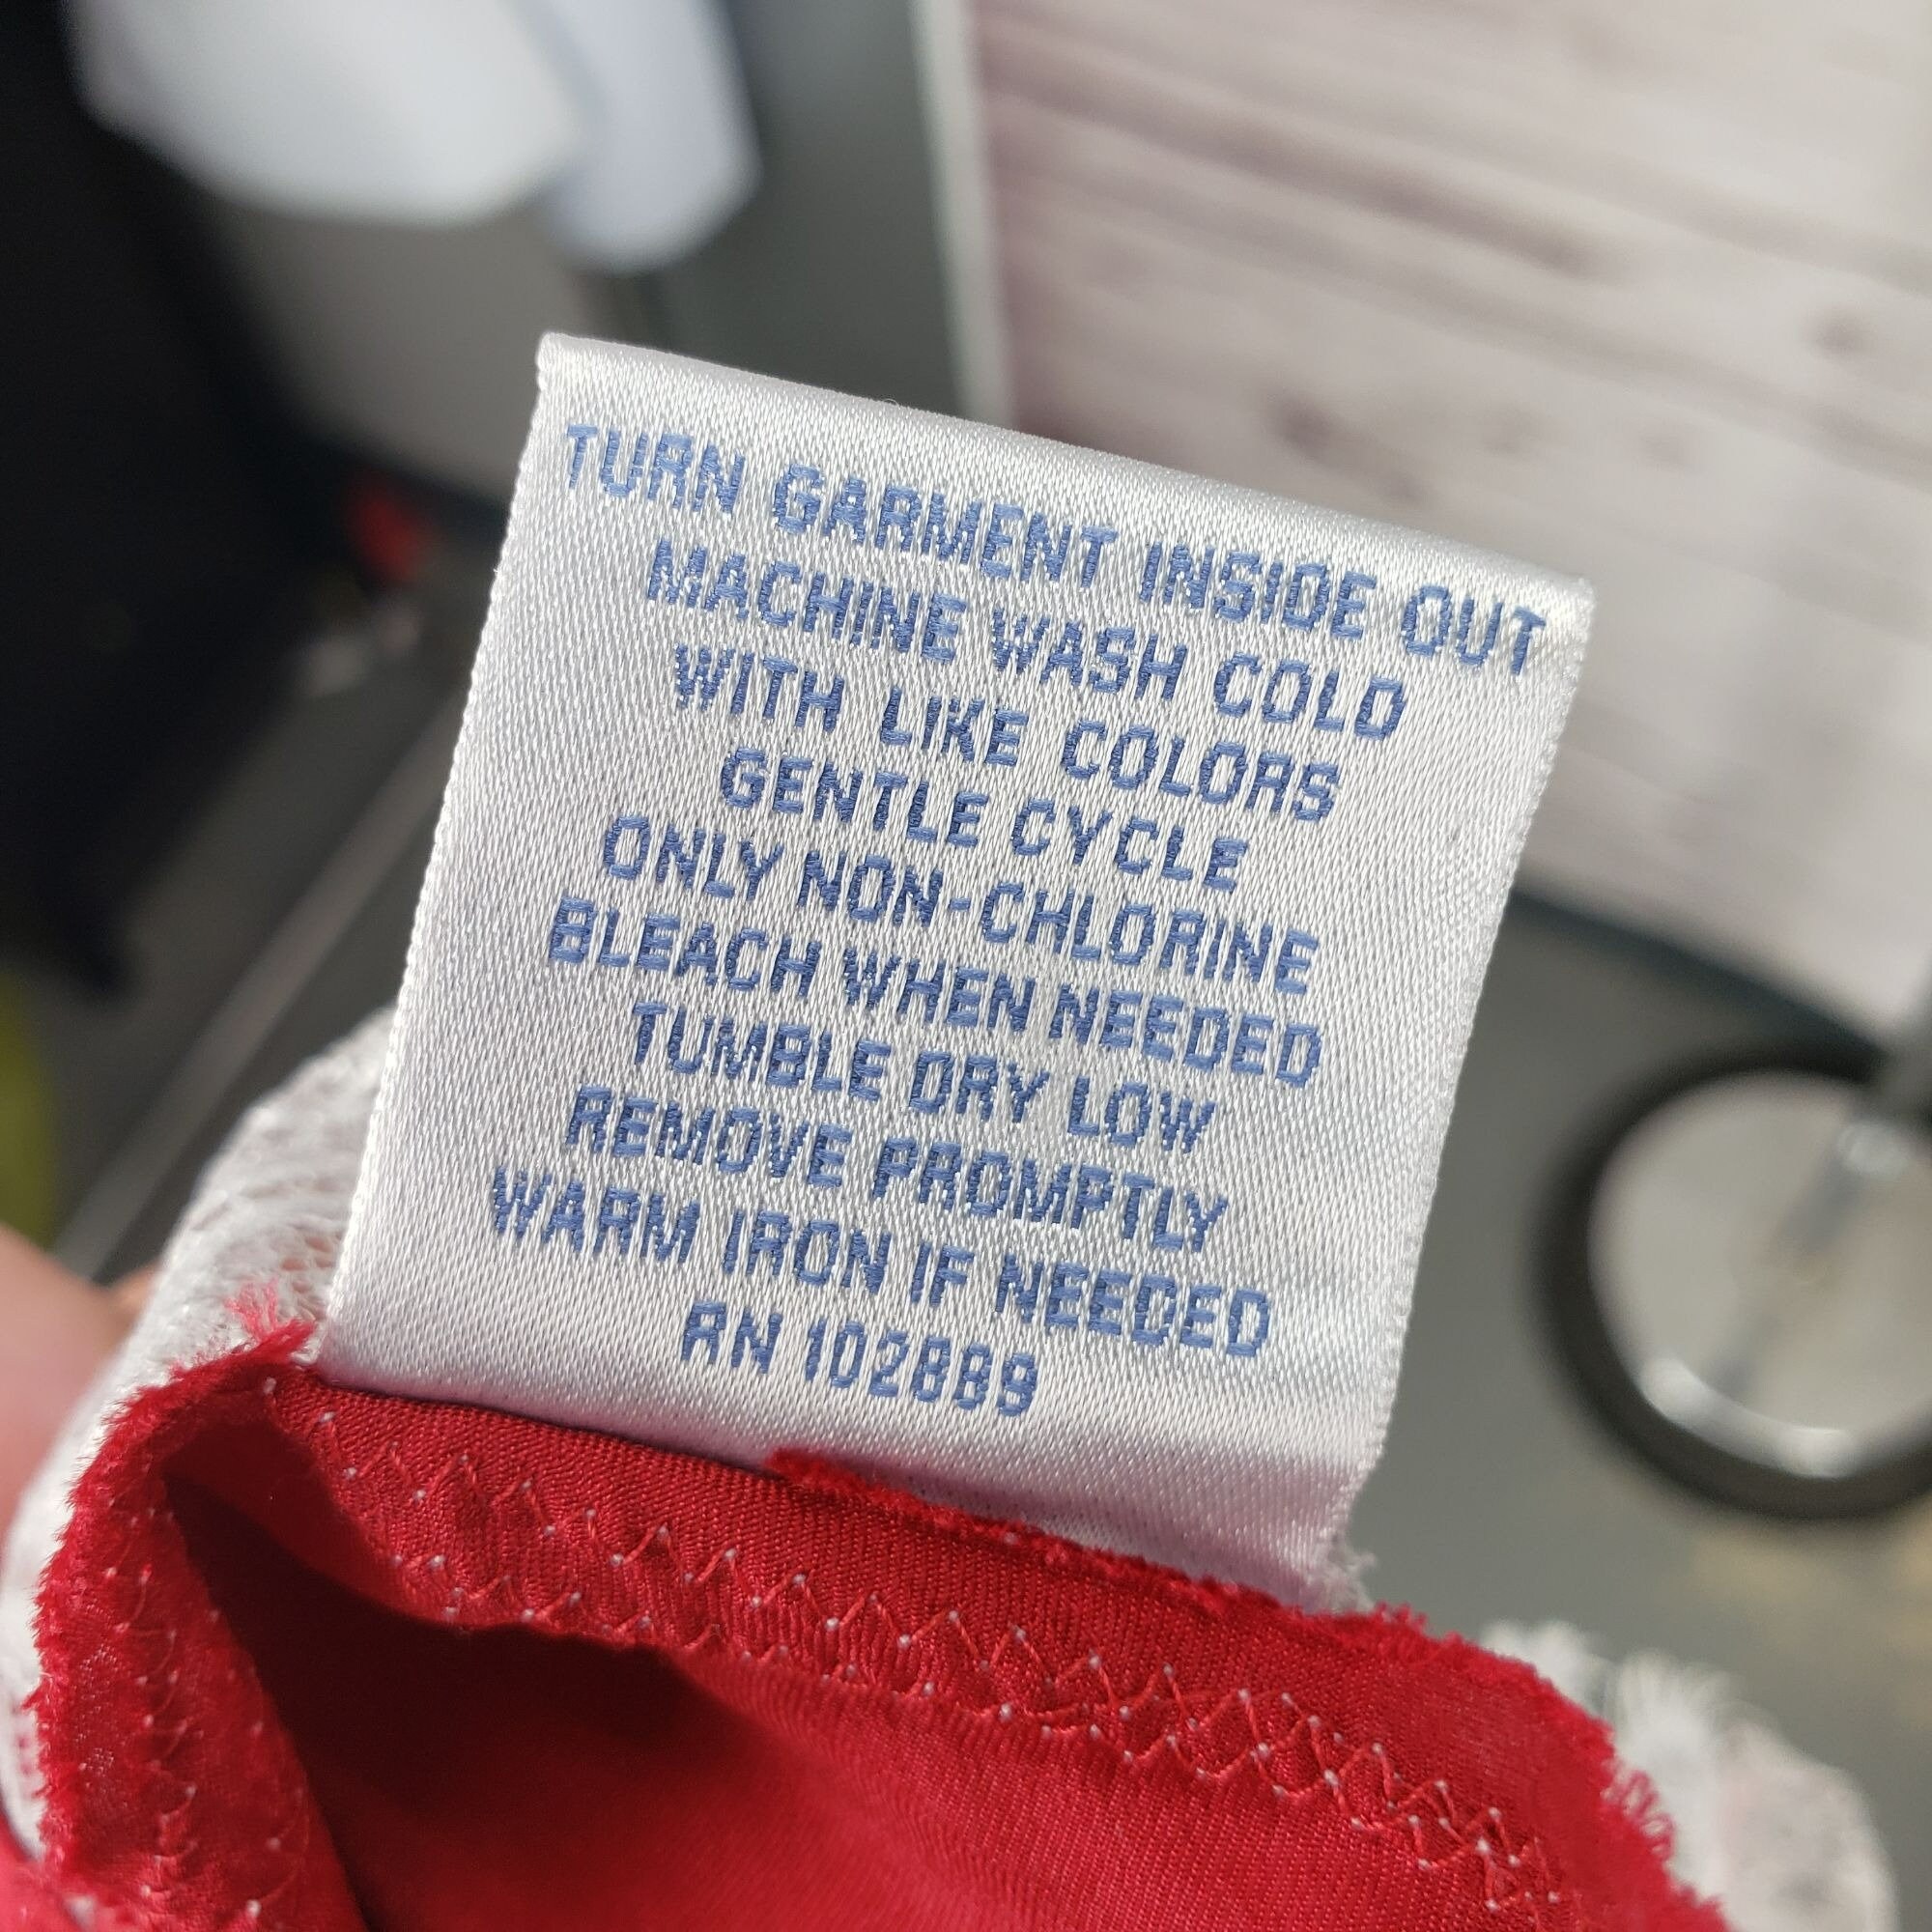 TURN GARMENT INSIDE OUT
MACHINE WASH COLD
WITH LIKE COLORS
GENTLE CYCLE
ONLY NON-CHLORINE
BLEACH WHEN NEEDED
TUMBLE DRY LOW
REMOVE PROMPTLY
WARM IRON IF NEEDED
RN 102889